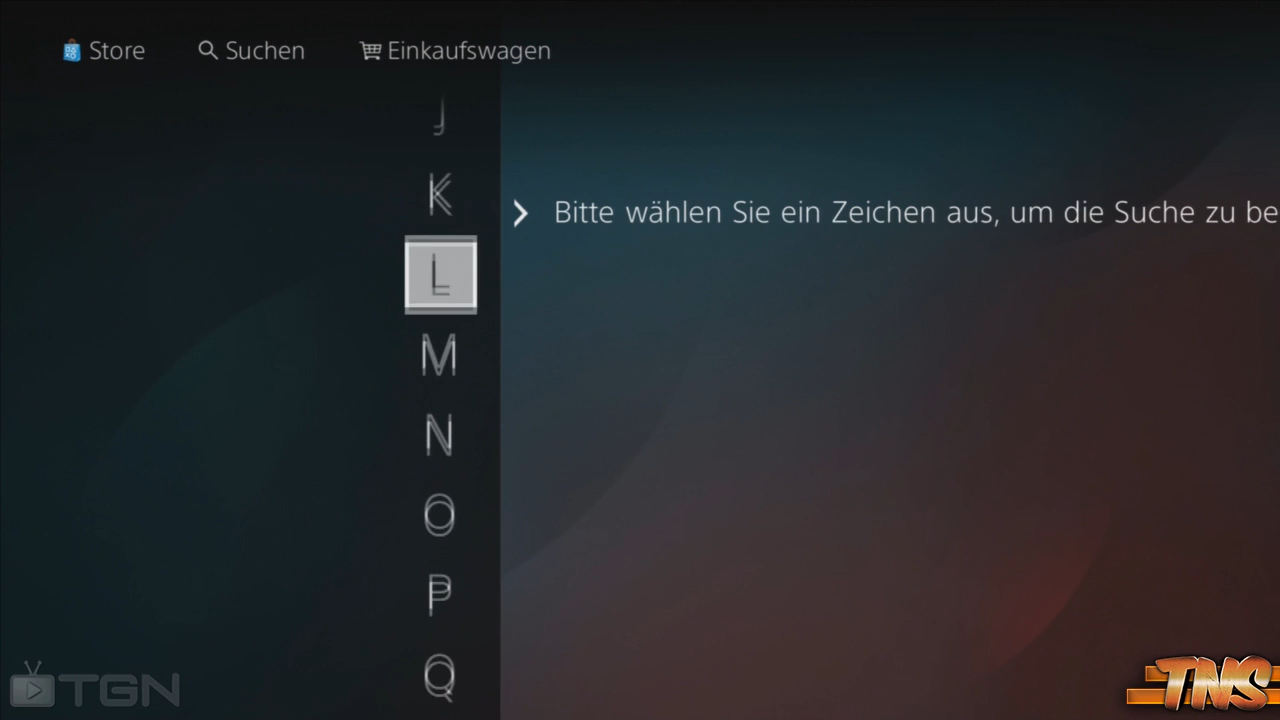 Store Suchen Einkaufswagen
J
K
Bitte wählen Sie ein Zeichen aus, um die Suche zu be
L
M
N
O
P
Q
TGN
TNS